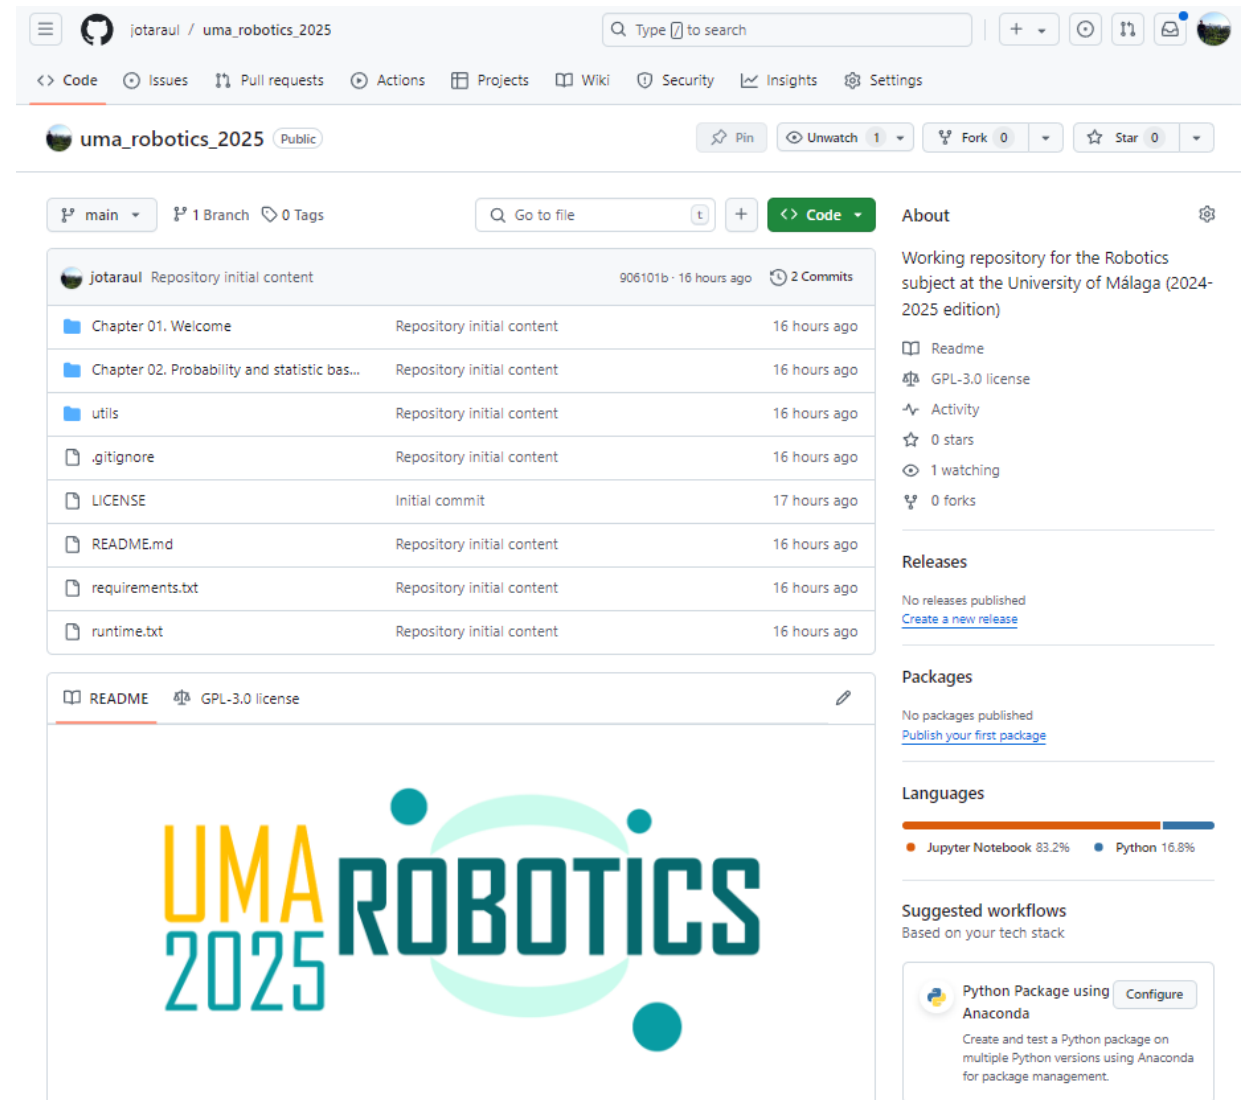 jotaraul / uma_robotics_2025
Type / to search
Code Issues Pull requests Actions Projects Wiki Security Insights Settings
uma_robotics_2025 Public
Pin Unwatch 1 Fork 0 Star 0
main 1 Branch 0 Tags Go to file t + Code
jotaraul Repository initial content 906101b · 16 hours ago 2 Commits
Chapter 01. Welcome Repository initial content 16 hours ago
Chapter 02. Probability and statistic bas... Repository initial content 16 hours ago
utils Repository initial content 16 hours ago
.gitignore Repository initial content 16 hours ago
LICENSE Initial commit 17 hours ago
README.md Repository initial content 16 hours ago
requirements.txt Repository initial content 16 hours ago
runtime.txt Repository initial content 16 hours ago
README GPL-3.0 license
UMA
2025
ROBOTICS
About
Working repository for the Robotics
subject at the University of Málaga (2024-
2025 edition)
Readme
GPL-3.0 license
Activity
0 stars
1 watching
0 forks
Releases
No releases published
Create a new release
Packages
No packages published
Publish your first package
Languages
Jupyter Notebook 83.2% Python 16.8%
Suggested workflows
Based on your tech stack
Python Package using
Anaconda
Configure
Create and test a Python package on
multiple Python versions using Anaconda
for package management.